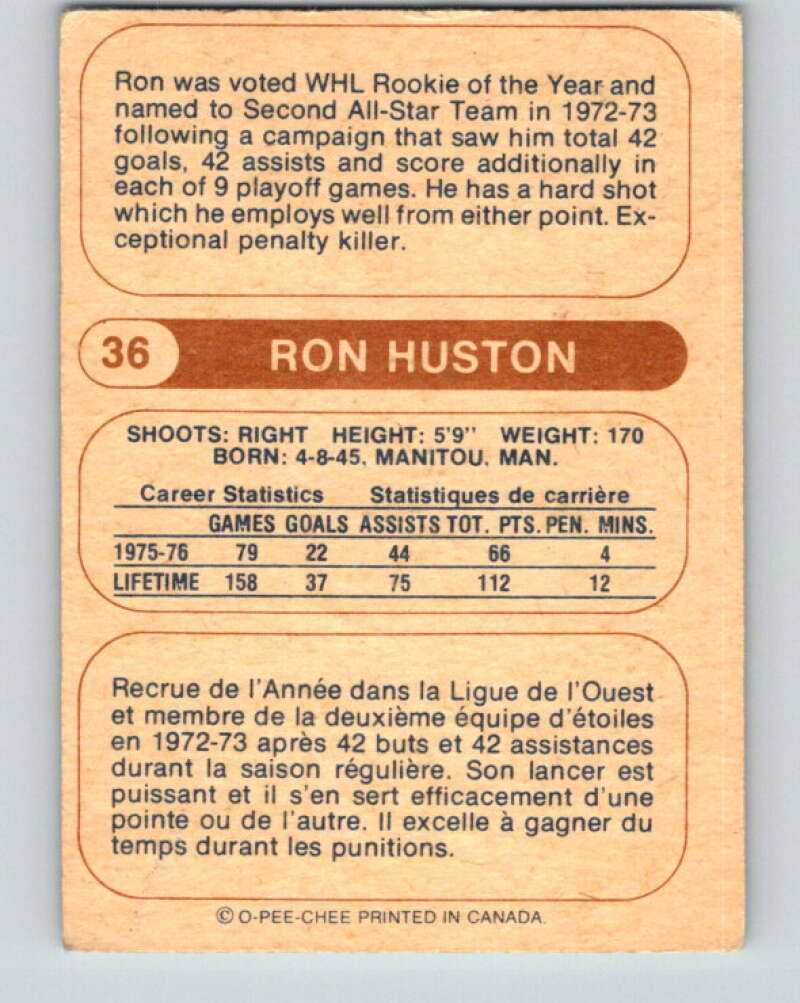 Ron was voted WHL Rookie of the Year and
named to Second All-Star Team in 1972-73
following a campaign that saw him total 42
goals, 42 assists and score additionally in
each of 9 playoff games. He has a hard shot
which he employs well from either point. Ex-
ceptional penalty killer.
36 RON HUSTON
SHOOTS: RIGHT HEIGHT: 5'9" WEIGHT: 170
BORN: 4-8-45. MANITOU. MAN.
Career Statistics Statistiques de carrière
GAMES GOALS ASSISTS TOT. PTS. PEN. MINS.
1975-76 79 22 44 66 4
LIFETIME 158 37 75 112 12
Recrue de l'Année dans la Ligue de l'Ouest
et membre de la deuxième équipe d'étoiles
en 1972-73 après 42 buts et 42 assistances
durant la saison régulière. Son lancer est
puissant et il s'en sert efficacement d'une
pointe ou de l'autre. Il excelle à gagner du
temps durant les punitions.
© O-PEE-CHEE PRINTED IN CANADA.